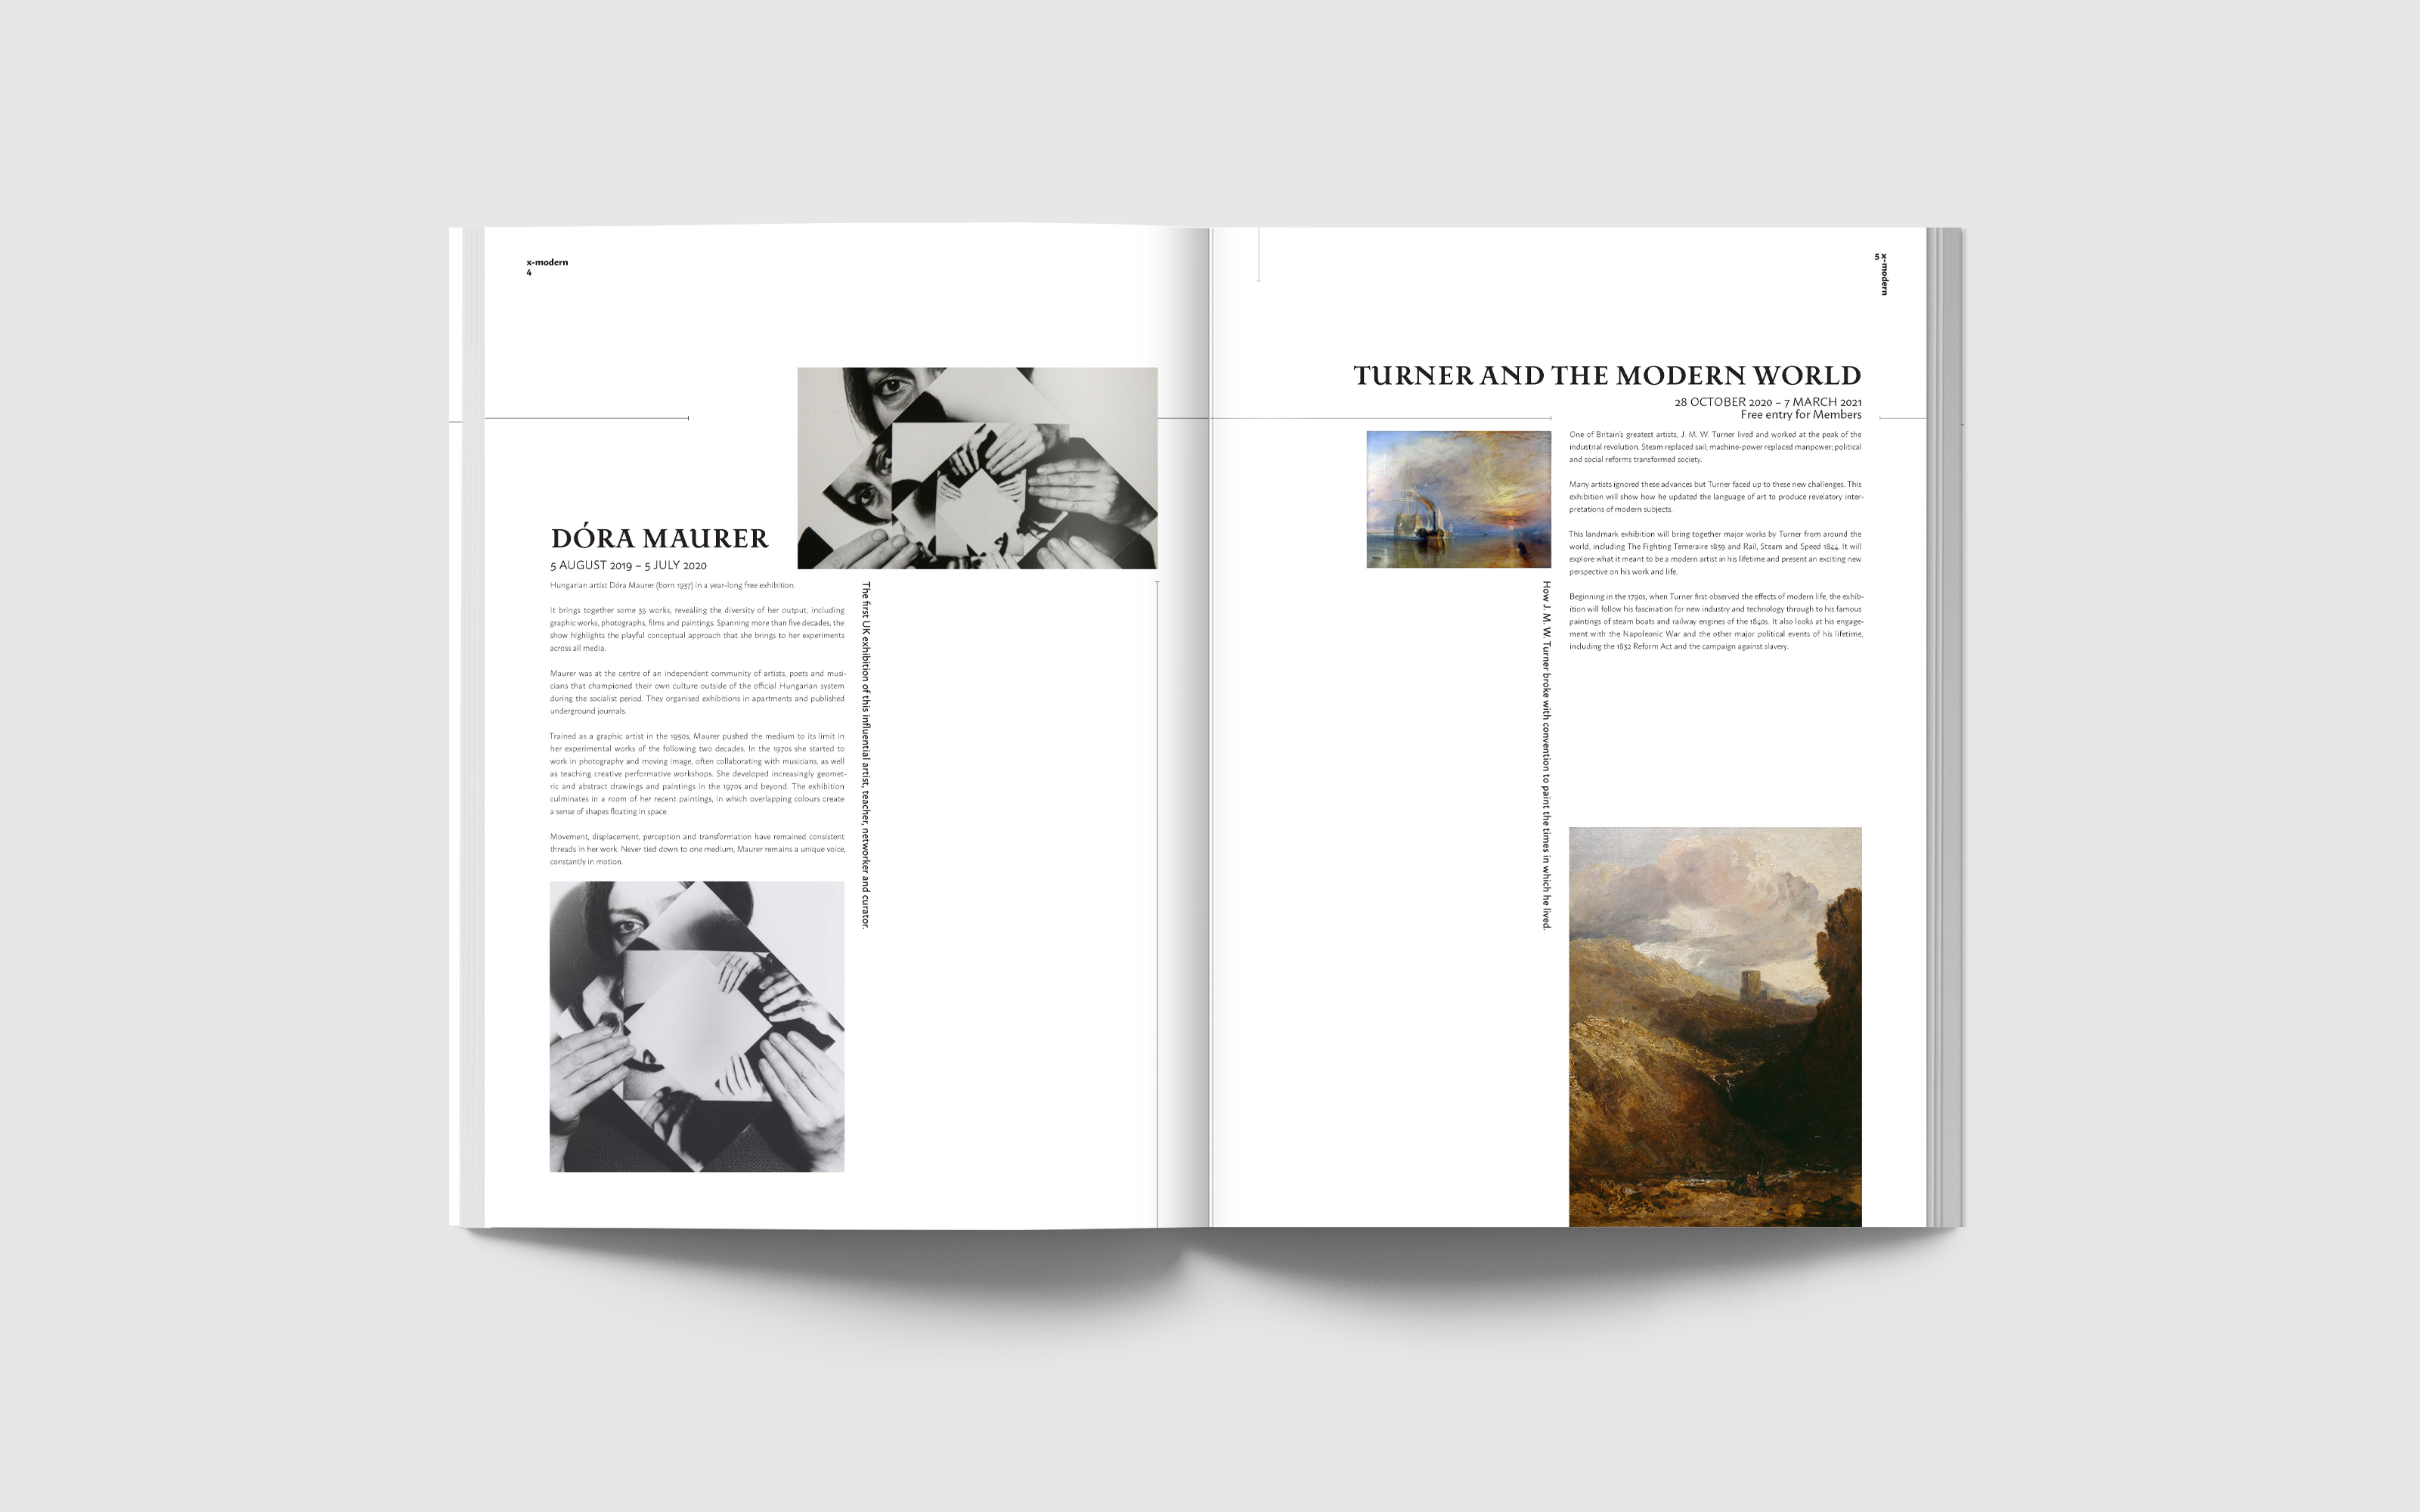 x-modern
4
DÓRA MAURER
5 AUGUST 2019 – 5 JULY 2020
Hungarian artist Dóra Maurer (born 1937) in a year-long free exhibition.
It brings together some 35 works, revealing the diversity of her output, including
graphic works, photographs, films and paintings. Spanning more than five decades, the
show highlights the playful conceptual approach that she brings to her experiments
across all media.
Maurer was at the centre of an independent community of artists, poets and musi-
cians that championed their own culture outside of the official Hungarian system
during the socialist period. They organised exhibitions in apartments and published
underground journals.
Trained as a graphic artist in the 1950s, Maurer pushed the medium to its limit in
her experimental works of the following two decades. In the 1970s she started to
work in photography and moving image, often collaborating with musicians, as well
as teaching creative performative workshops. She developed increasingly geomet-
ric and abstract drawings and paintings in the 1970s and beyond. The exhibition
culminates in a room of her recent paintings, in which overlapping colours create
a sense of shapes floating in space.
Movement, displacement, perception and transformation have remained consistent
threads in her work. Never tied down to one medium, Maurer remains a unique voice,
constantly in motion.
The first UK exhibition of this influential artist, teacher, networker and curator.
x-modern
5
TURNER AND THE MODERN WORLD
28 OCTOBER 2020 – 7 MARCH 2021
Free entry for Members
One of Britain's greatest artists, J. M. W. Turner lived and worked at the peak of the
industrial revolution. Steam replaced sail; machine-power replaced manpower; political
and social reforms transformed society.
Many artists ignored these advances but Turner faced up to these new challenges. This
exhibition will show how he updated the language of art to produce revelatory inter-
pretations of modern subjects.
This landmark exhibition will bring together major works by Turner from around the
world, including The Fighting Temeraire 1839 and Rail, Steam and Speed 1844. It will
explore what it meant to be a modern artist in his lifetime and present an exciting new
perspective on his work and life.
Beginning in the 1790s, when Turner first observed the effects of modern life, the exhib-
ition will follow his fascination for new industry and technology through to his famous
paintings of steam boats and railway engines of the 1840s. It also looks at his engage-
ment with the Napoleonic War and the other major political events of his lifetime,
including the 1832 Reform Act and the campaign against slavery.
How J. M. W. Turner broke with convention to paint the times in which he lived.